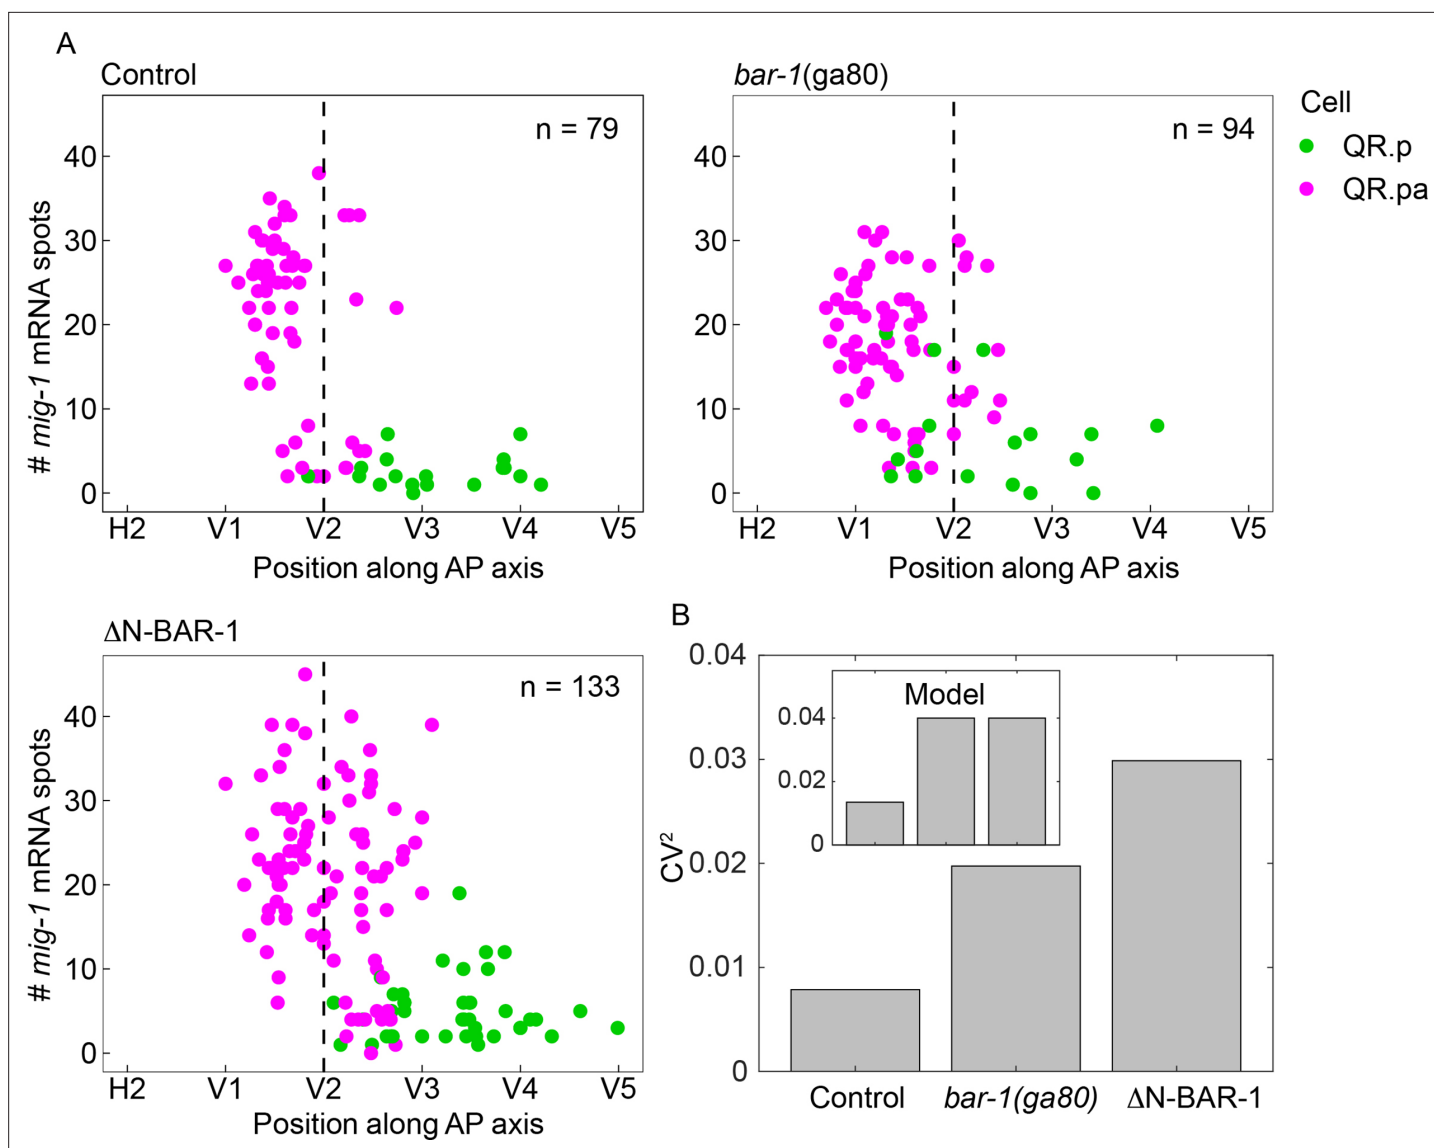 A
Control
n = 79
# mig-1 mRNA spots
40
30
20
10
0
H2 V1 V2 V3 V4 V5
Position along AP axis
bar-1(ga80)
n = 94
40
30
20
10
0
H2 V1 V2 V3 V4 V5
Position along AP axis
Cell
QR.p
QR.pa
ΔN-BAR-1
n = 133
# mig-1 mRNA spots
40
30
20
10
0
H2 V1 V2 V3 V4 V5
Position along AP axis
B
CV²
0.04
0.03
0.02
0.01
0
Model
0.04
0.02
0
Control bar-1(ga80) ΔN-BAR-1